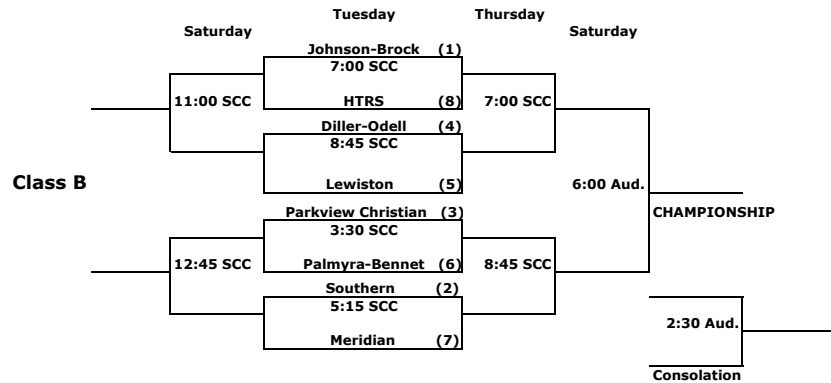 Saturday Tuesday Thursday Saturday
Johnson-Brock (1)
7:00 SCC
11:00 SCC HTRS (8) 7:00 SCC
Diller-Odell (4)
8:45 SCC
Class B Lewiston (5) 6:00 Aud.
Parkview Christian (3) CHAMPIONSHIP
3:30 SCC
12:45 SCC Palmyra-Bennet (6) 8:45 SCC
Southern (2)
5:15 SCC
2:30 Aud.
Meridian (7)
Consolation